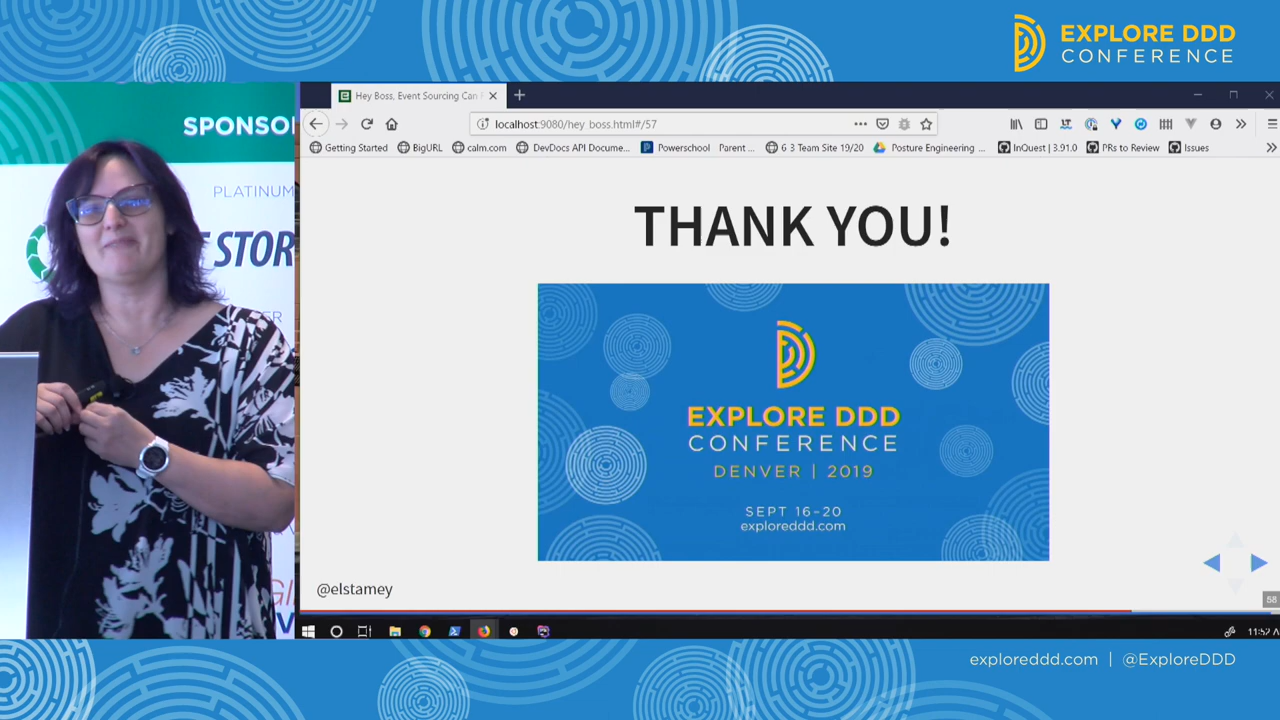 EXPLORE DDD
CONFERENCE
SPONSO
PLATINUM
STOR
Hey Boss, Event Sourcing Can
localhost:9080/hey_boss.html#/57
Getting Started
BigURL
calm.com
DevDocs API Docume...
Powerschool
Parent ...
6 3 Team Site 19/20
Posture Engineering ...
InQuest | 3.91.0
PRs to Review
Issues
THANK YOU!
EXPLORE DDD
CONFERENCE
DENVER | 2019
SEPT 16-20
exploreddd.com
@elstamey
58
11:52 A
exploreddd.com | @ExploreDDD